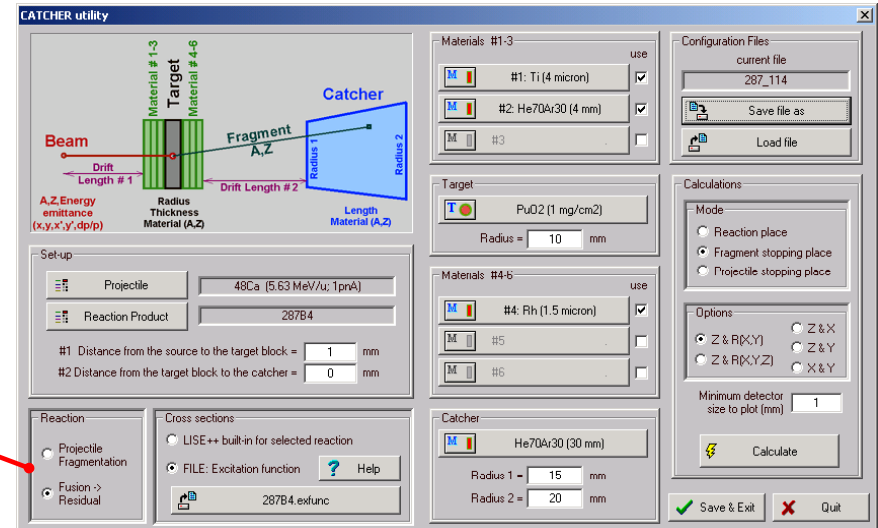 CATCHER utility
Material # 1-3
Target
Material # 4-6
Catcher
Beam
Fragment
A,Z
Radius 1
Radius 2
Drift
Length # 1
Drift Length # 2
A,Z,Energy
emittance
(x,y,x',y',dp/p)
Radius
Thickness
Material (A,Z)
Length
Material (A,Z)
Set-up
Projectile
48Ca (5.63 MeV/u; 1pnA)
Reaction Product
287B4
#1 Distance from the source to the target block =
1
mm
#2 Distance from the target block to the catcher =
0
mm
Reaction
Projectile
Fragmentation
Fusion ->
Residual
Cross sections
LISE++ built-in for selected reaction
FILE: Excitation function
? Help
287B4.exfunc
Materials #1-3
use
M
#1: Ti (4 micron)
M
#2: He70Ar30 (4 mm)
M
#3
.
Target
T
PuO2 (1 mg/cm2)
Radius =
10
mm
Materials #4-6
use
M
#4: Rh (1.5 micron)
M
#5
.
M
#6
.
Catcher
M
He70Ar30 (30 mm)
Radius 1 =
15
mm
Radius 2 =
20
mm
Configuration Files
current file
287_114
Save file as
Load file
Calculations
Mode
Reaction place
Fragment stopping place
Projectile stopping place
Options
Z & R(X,Y)
Z & R(X,Y,Z)
Z & X
Z & Y
X & Y
Minimum detector
size to plot (mm)
1
Calculate
Save & Exit
Quit